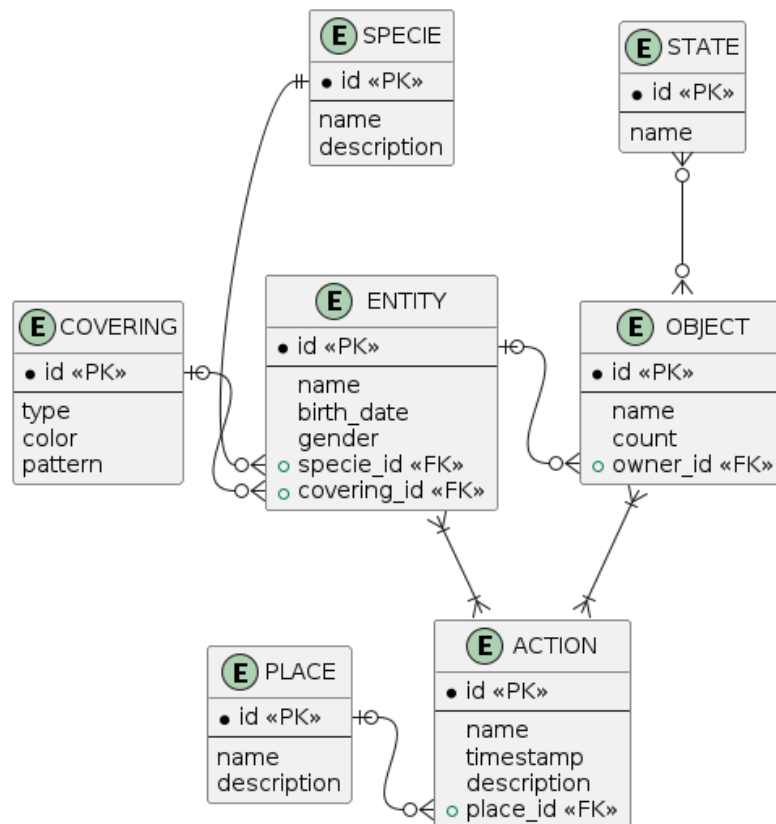 E SPECIE
id «PK»
name
description
E STATE
id «PK»
name
E COVERING
id «PK»
type
color
pattern
E ENTITY
id «PK»
name
birth_date
gender
specie_id «FK»
covering_id «FK»
E OBJECT
id «PK»
name
count
owner_id «FK»
E PLACE
id «PK»
name
description
E ACTION
id «PK»
name
timestamp
description
place_id «FK»